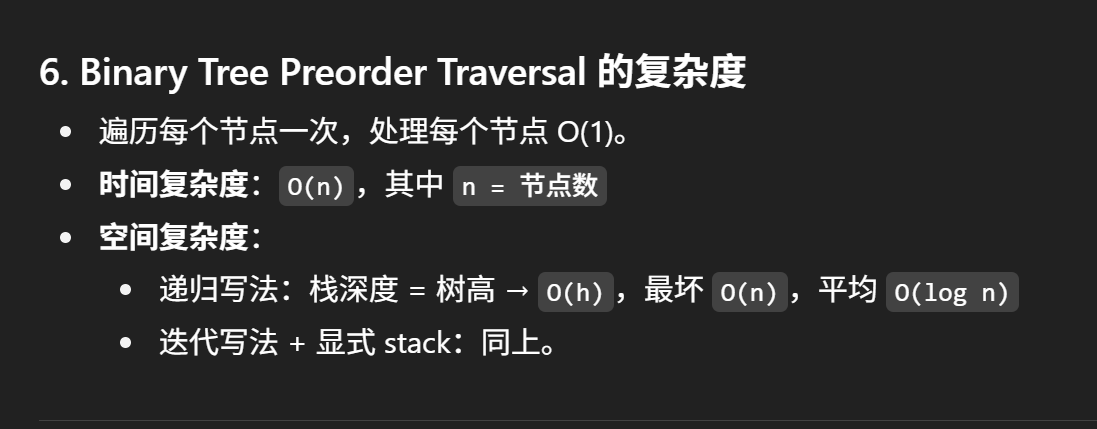 6. Binary Tree Preorder Traversal 的复杂度
• 遍历每个节点一次，处理每个节点 O(1)。
• 时间复杂度：O(n)，其中 n = 节点数
• 空间复杂度：
• 递归写法：栈深度 = 树高 → O(h)，最坏 O(n)，平均 O(log n)
• 迭代写法 + 显式 stack：同上。